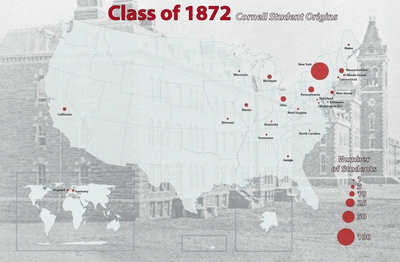 Class of 1872 Cornell Student Origins
Maine
New York
Massachusetts
Rhode Island
Connecticut
Wisconsin
Michigan
Pennsylvania
New Jersey
Ohio
Maryland
Delaware
Illinois
Washington DC
West Virginia
California
Missouri
Kentucky
North Carolina
Tennessee
Georgia
Number
of Students
1
5
10
25
50
100
England
Germany